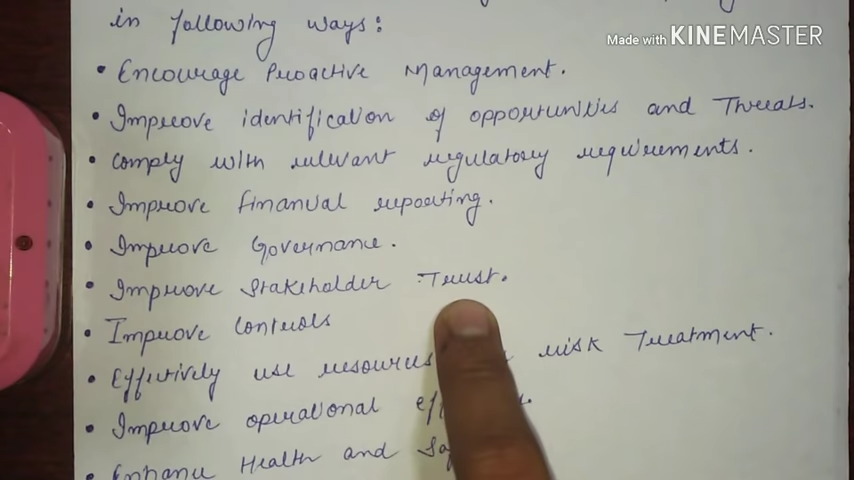 in following ways:
Made with KINEMASTER
• Encourage Proactive Management.
• Improve identification of opportunities and Threats.
• comply with relevant regulatory requirements.
• Improve financial reporting.
• Improve Governance.
• Improve Stakeholder Trust.
• Improve Controls
• Effectively use resources risk Treatment.
• Improve operational
• Enhance Health and